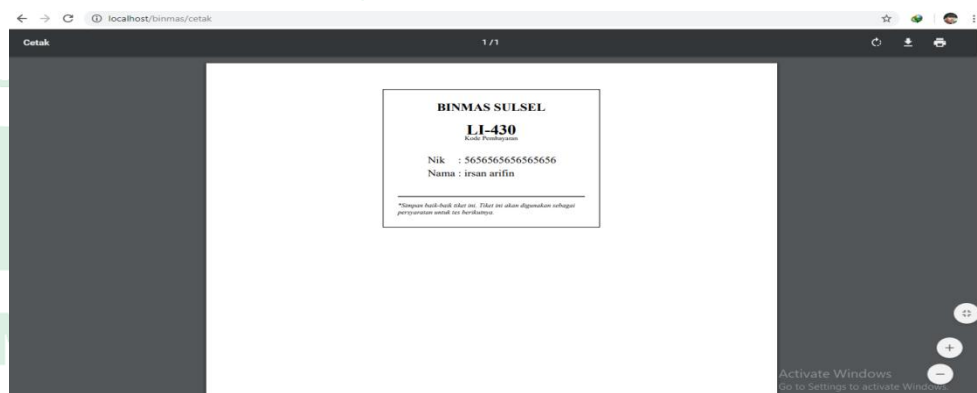 localhost/binmas/cetak
Cetak
1 / 1
BINMAS SULSEL
LI-430
Kode Pembayaran
Nik : 5656565656565656
Nama : irsan arifin
*Simpan baik-baik tiket ini. Tiket ini akan digunakan sebagai
persyaratan untuk tes berikutnya.
Activate Windows
Go to Settings to activate Windows.